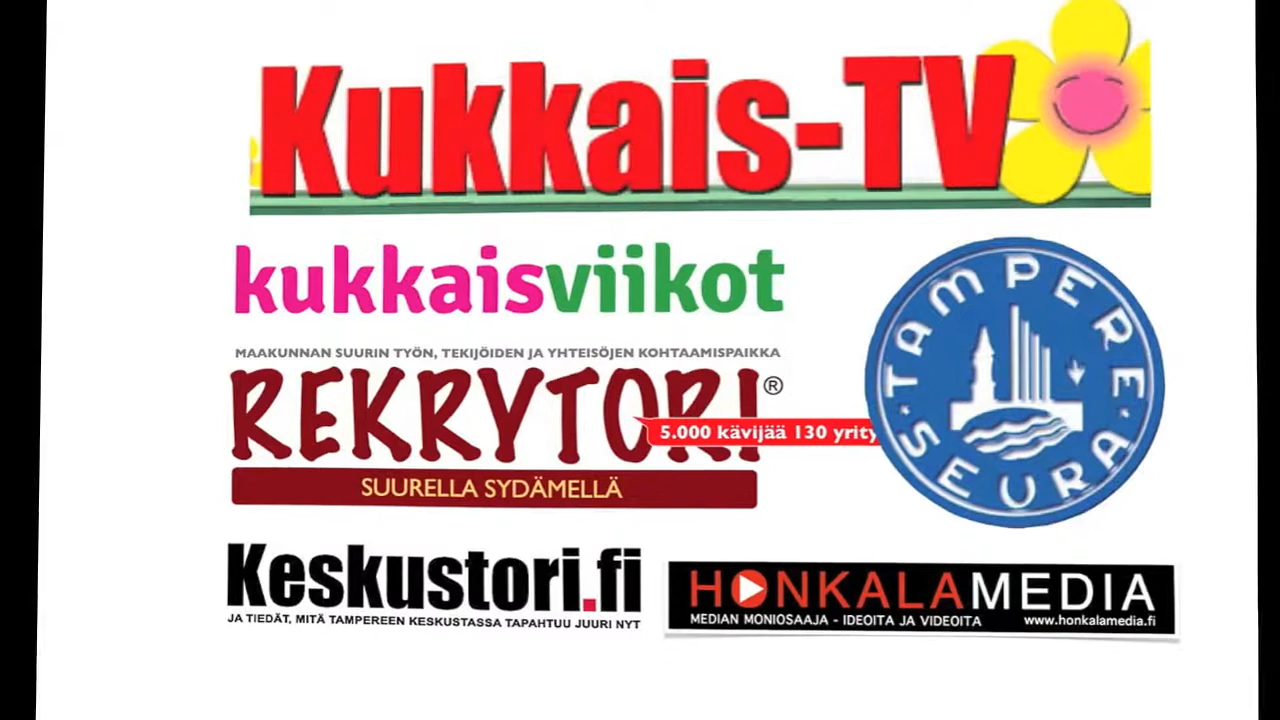 Kukkais-TV
kukkaisviikot
MAAKUNNAN SUURIN TYÖN, TEKIJÖIDEN JA YHTEISÖJEN KOHTAAMISPAIKKA
REKRYTORI®
5.000 kävijää 130 yrity
SUURELLA SYDÄMELLÄ
TAMPERE
· SEURA ·
Keskustori.fi
JA TIEDÄT, MITÄ TAMPEREEN KESKUSTASSA TAPAHTUU JUURI NYT
HONKALAMEDIA
MEDIAN MONIOSAAJA - IDEOITA JA VIDEOITA www.honkalamedia.fi